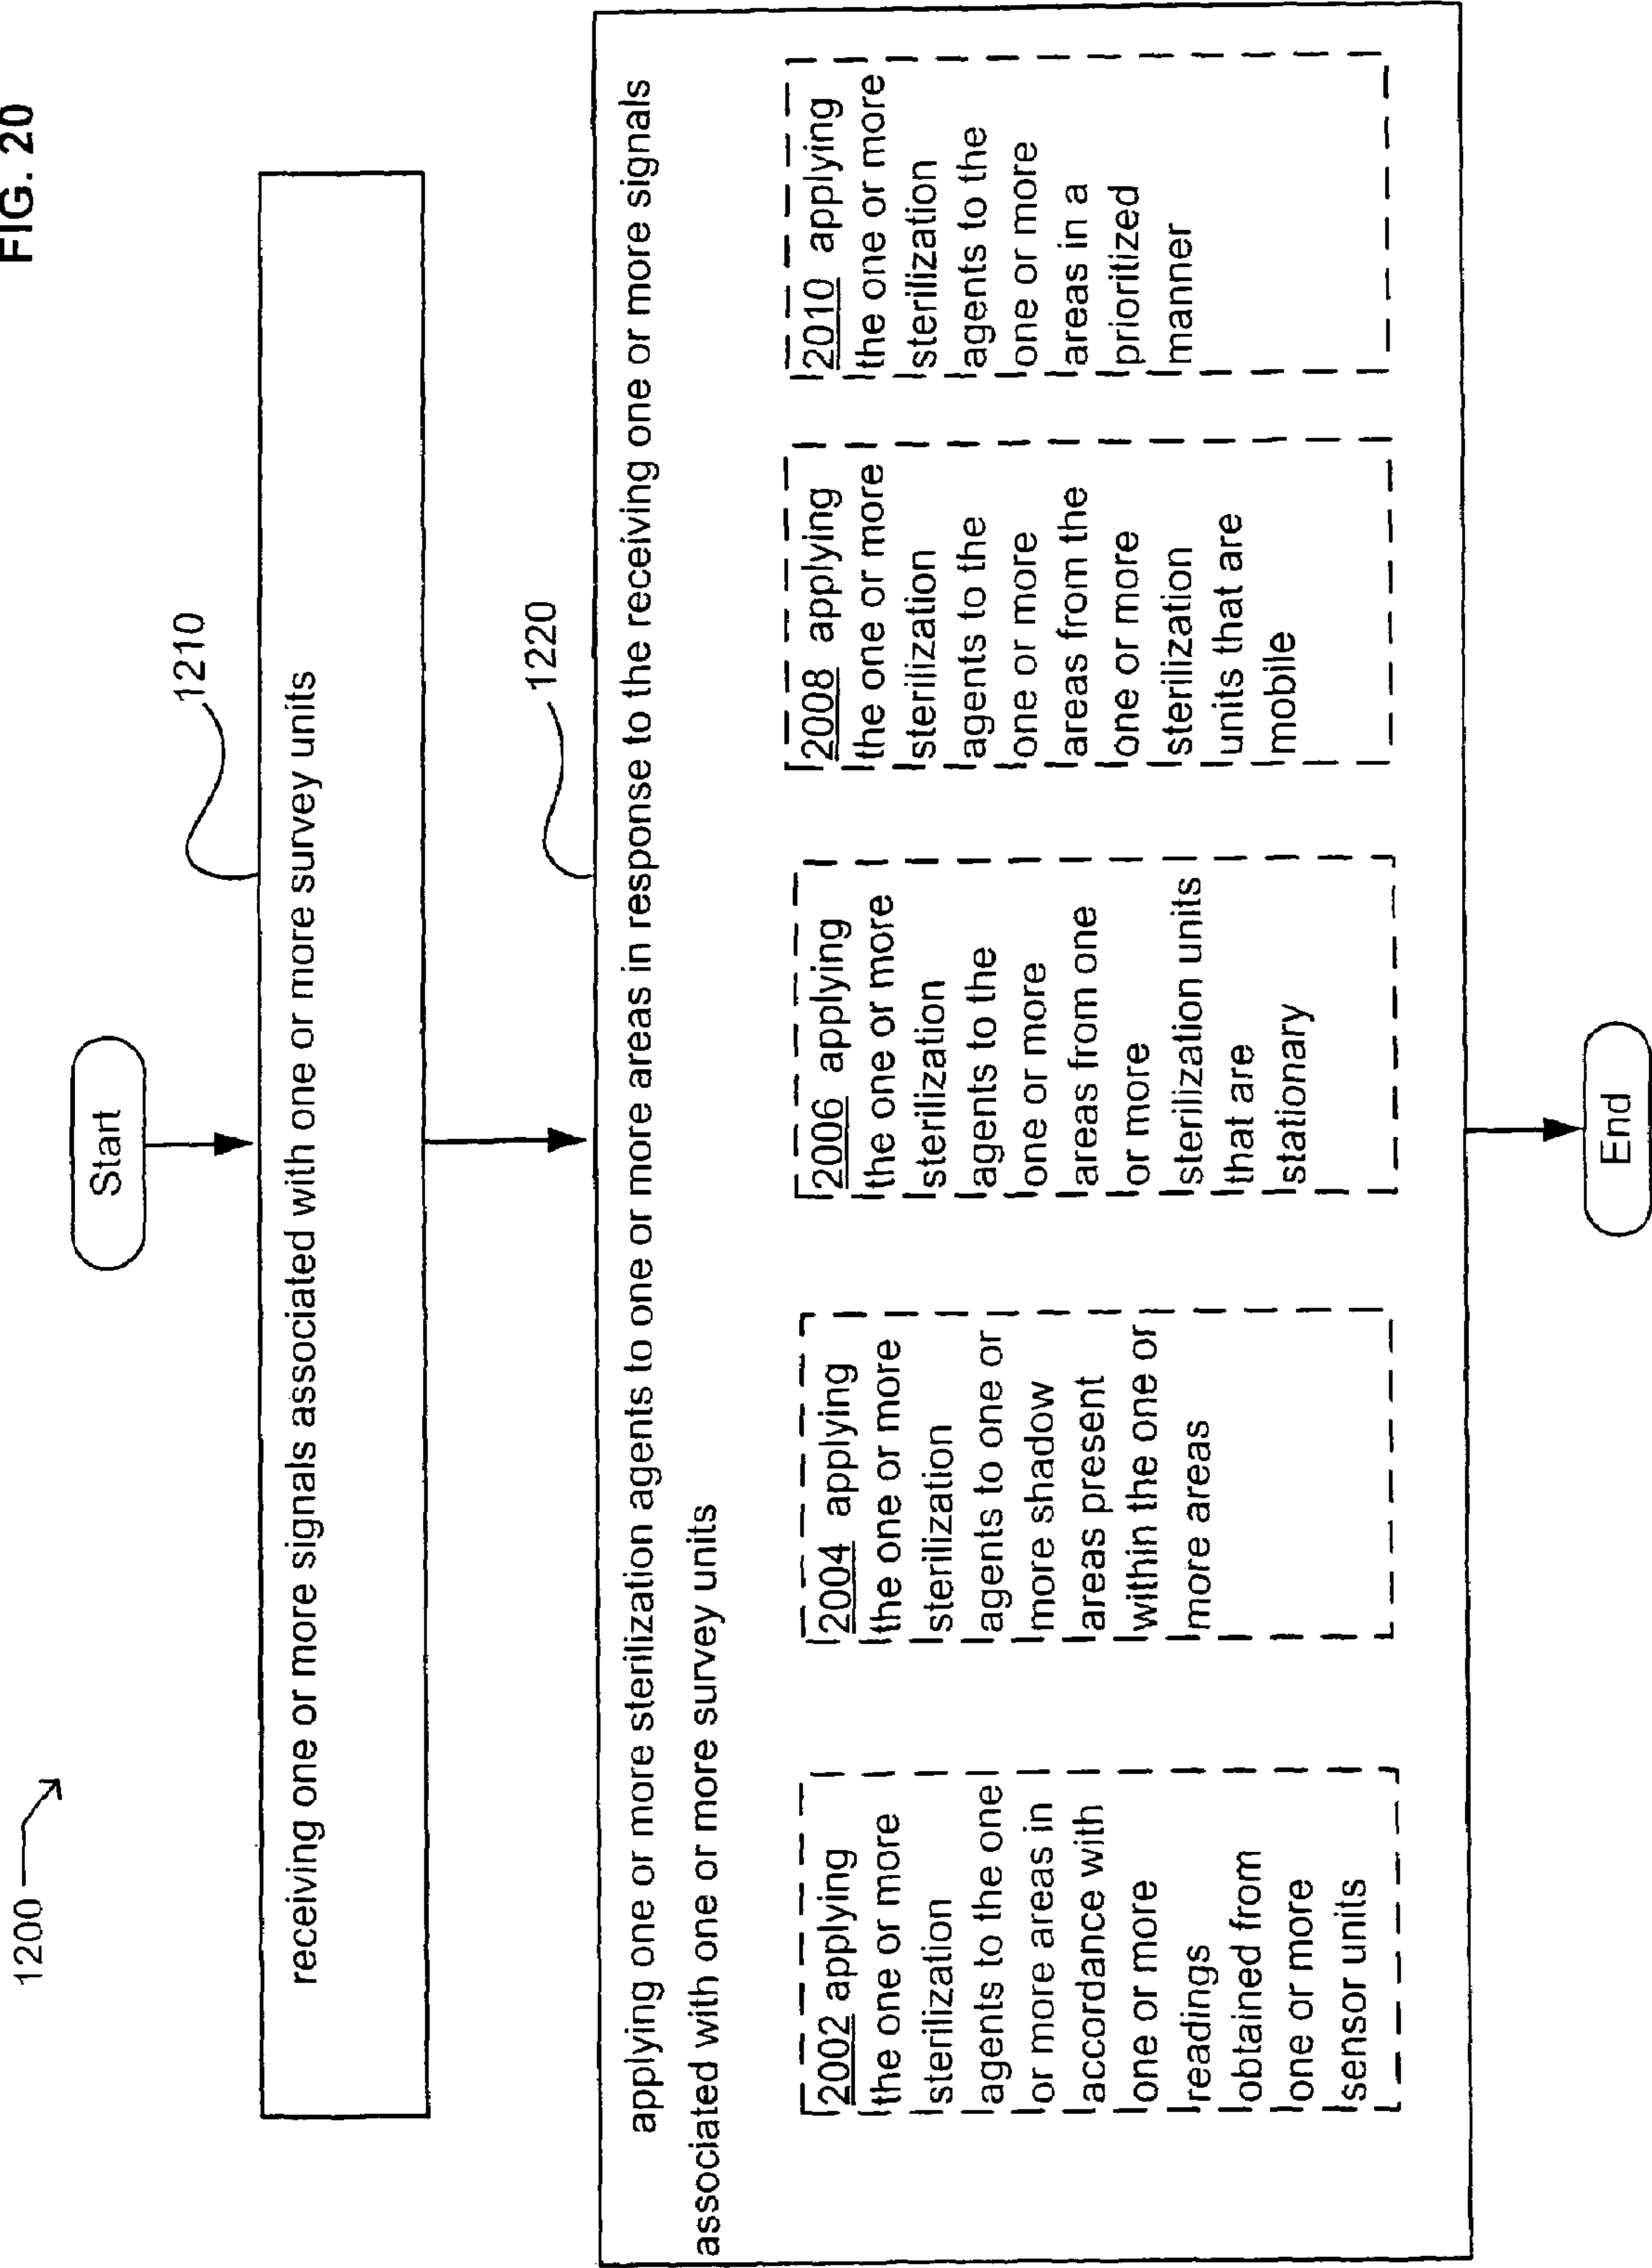 FIG. 20
1200
Start
1210
receiving one or more signals associated with one or more survey units
1220
applying one or more sterilization agents to one or more areas in response to the receiving one or more signals
associated with one or more survey units
2002 applying
the one or more
sterilization
agents to the one
or more areas in
accordance with
one or more
readings
obtained from
one or more
sensor units
2004 applying
the one or more
sterilization
agents to one or
more shadow
areas present
within the one or
more areas
2006 applying
the one or more
sterilization
agents to the
one or more
areas from one
or more
sterilization units
that are
stationary
2008 applying
the one or more
sterilization
agents to the
one or more
areas from the
one or more
sterilization
units that are
mobile
2010 applying
the one or more
sterilization
agents to the
one or more
areas in a
prioritized
manner
End